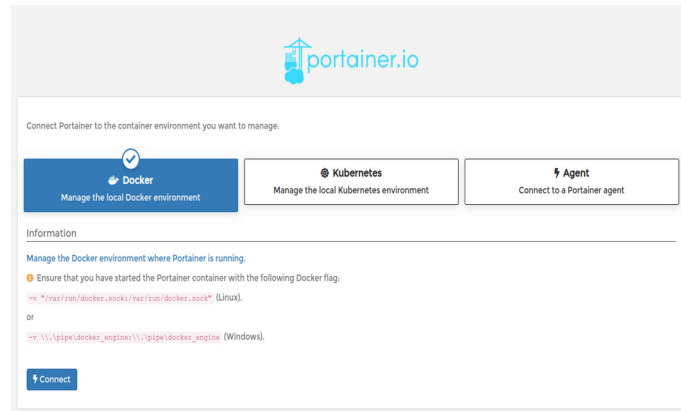 portainer.io
Connect Portainer to the container environment you want to manage.
Docker
Manage the local Docker environment
Kubernetes
Manage the local Kubernetes environment
Agent
Connect to a Portainer agent
Information
Manage the Docker environment where Portainer is running.
Ensure that you have started the Portainer container with the following Docker flag:
-v "/var/run/docker.sock:/var/run/docker.sock" (Linux).
or
-v \\.\pipe\docker_engine:\\.\pipe\docker_engine (Windows).
Connect